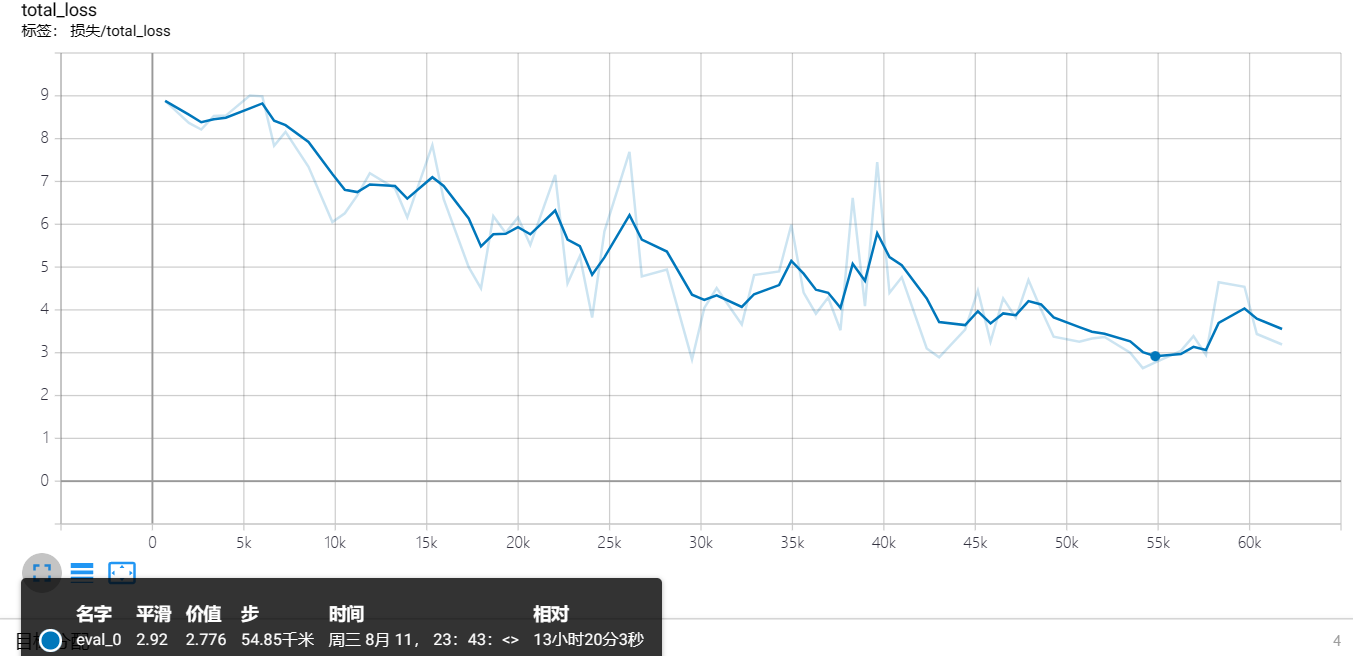 total_loss
标签： 损失/total_loss
9
8
7
6
5
4
3
2
1
0
0 5k 10k 15k 20k 25k 30k 35k 40k 45k 50k 55k 60k
名字 平滑 价值 步 时间 相对
eval_0 2.92 2.776 54.85千米 周三 8月 11， 23：43：<> 13小时20分3秒
4